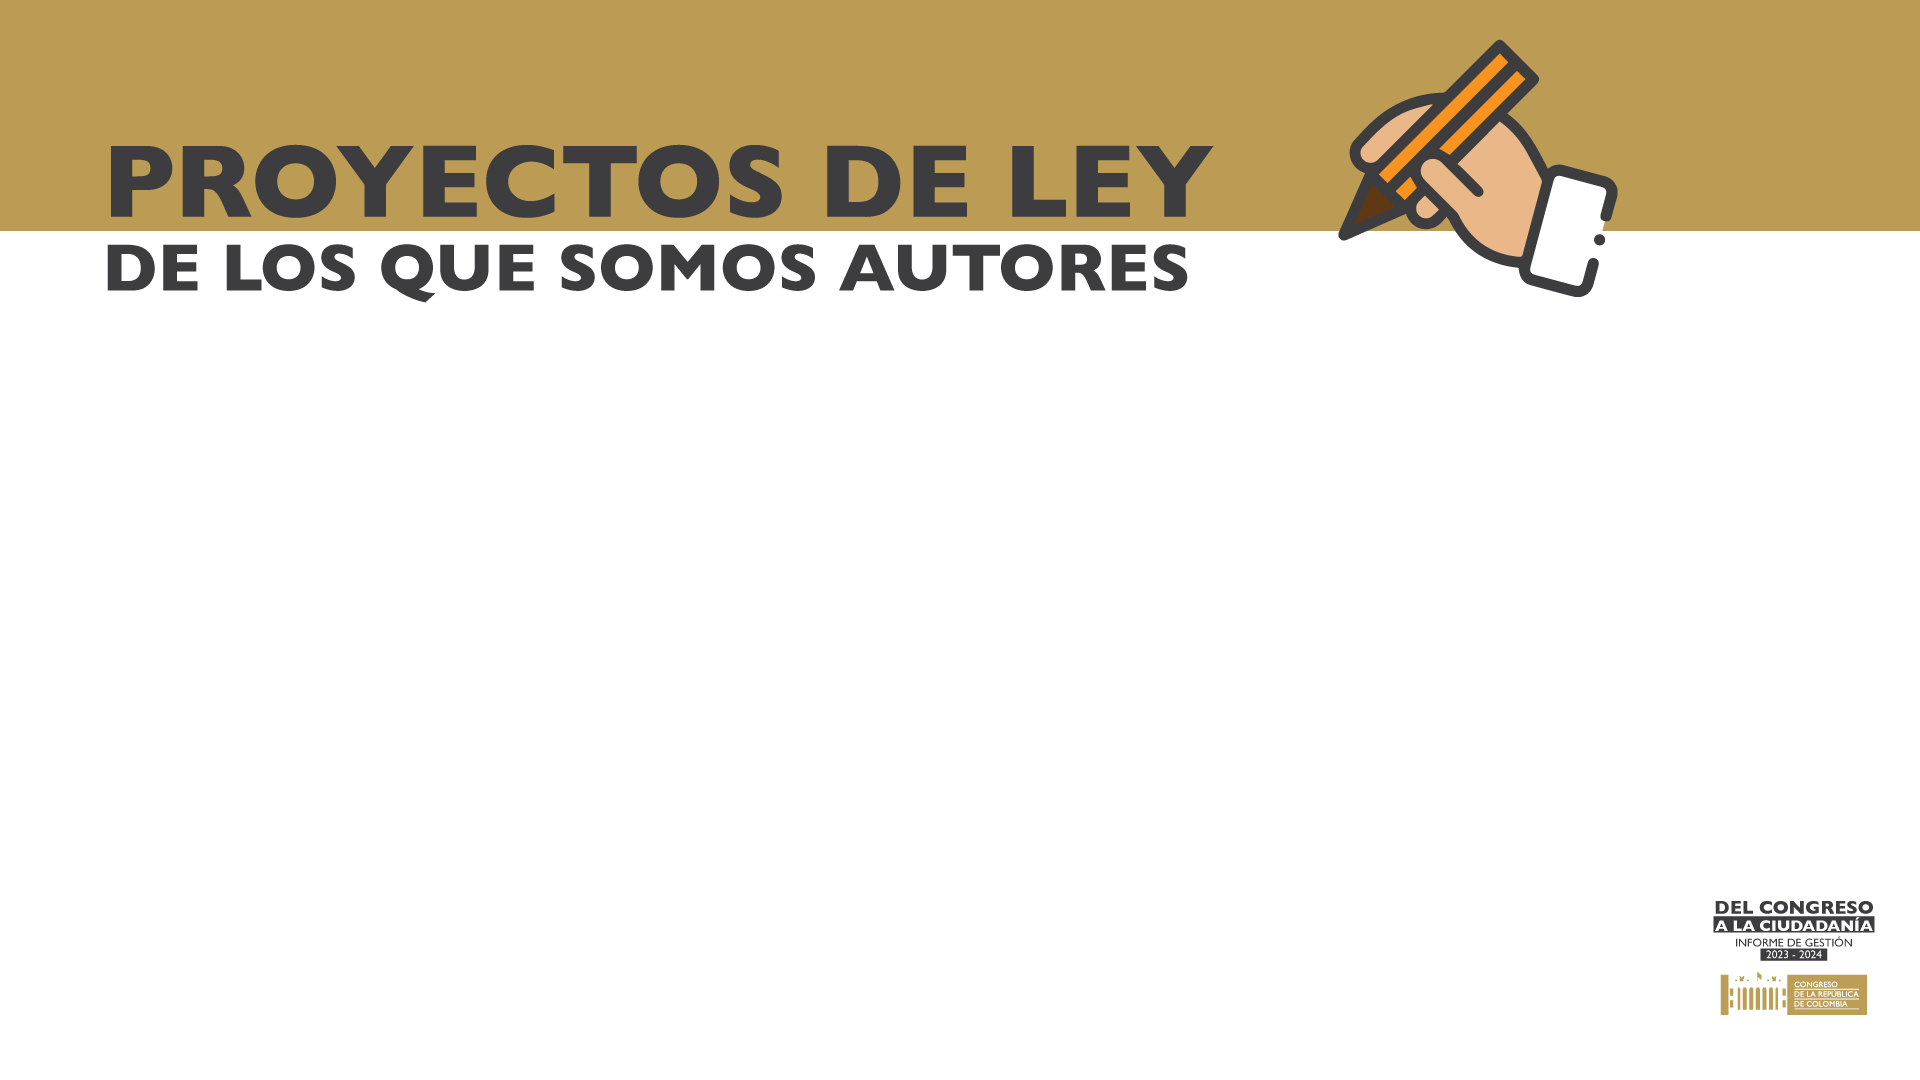 PROYECTOS DE LEY
DE LOS QUE SOMOS AUTORES
DEL CONGRESO
A LA CIUDADANÍA
INFORME DE GESTIÓN
2023 - 2024
CONGRESO
DE LA REPÚBLICA
DE COLOMBIA